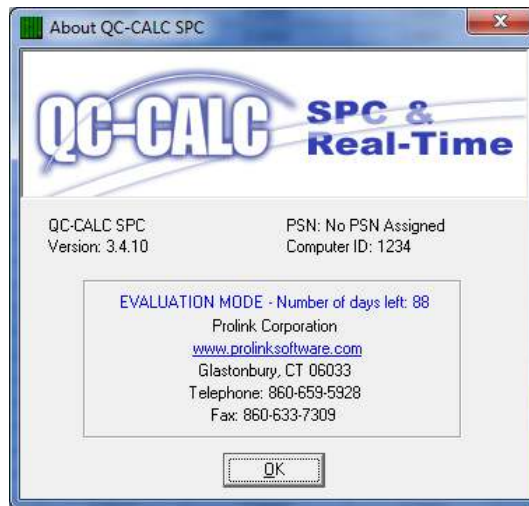 About QC-CALC SPC
QC-CALC SPC &
Real-Time
QC-CALC SPC PSN: No PSN Assigned
Version: 3.4.10 Computer ID: 1234
EVALUATION MODE - Number of days left: 88
Prolink Corporation
www.prolinksoftware.com
Glastonbury, CT 06033
Telephone: 860-659-5928
Fax: 860-633-7309
OK